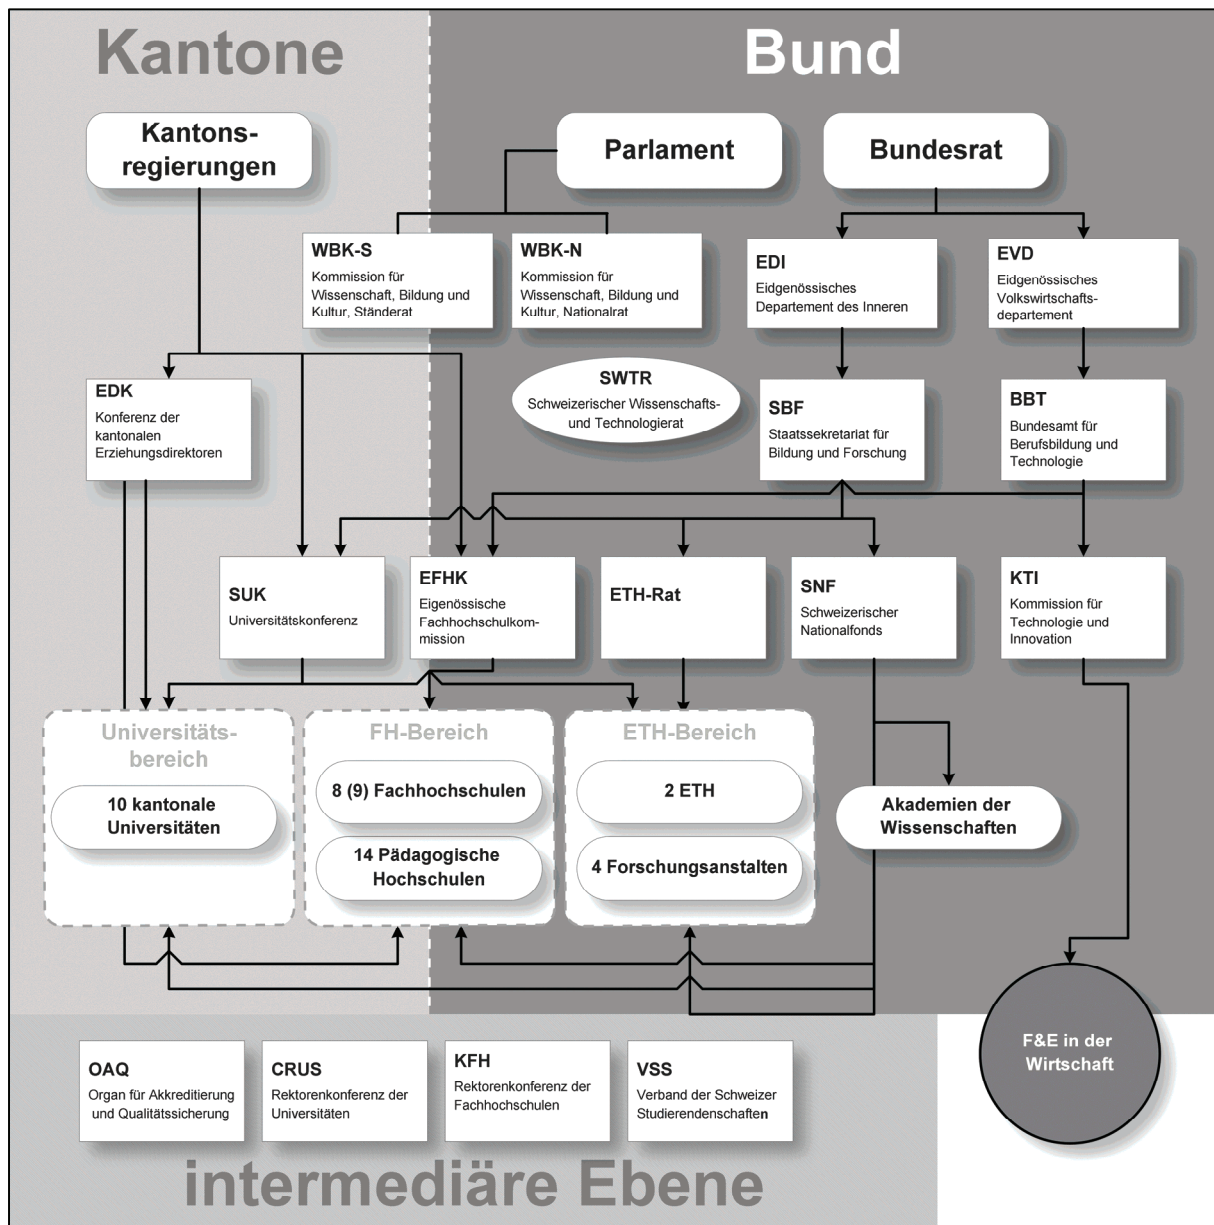 Kantone
Bund
Kantons-
regierungen
Parlament
Bundesrat
WBK-S
Kommission für
Wissenschaft, Bildung und
Kultur, Ständerat
WBK-N
Kommission für
Wissenschaft, Bildung und
Kultur, Nationalrat
EDI
Eidgenössisches
Departement des Inneren
EVD
Eidgenössisches
Volkswirtschafts-
departement
EDK
Konferenz der
kantonalen
Erziehungsdirektoren
SWTR
Schweizerischer Wissenschafts-
und Technologierat
SBF
Staatssekretariat für
Bildung und Forschung
BBT
Bundesamt für
Berufsbildung und
Technologie
SUK
Universitätskonferenz
EFHK
Eigenössische
Fachhochschulkom-
mission
ETH-Rat
SNF
Schweizerischer
Nationalfonds
KTI
Kommission für
Technologie und
Innovation
Universitäts-
bereich
10 kantonale
Universitäten
FH-Bereich
8 (9) Fachhochschulen
14 Pädagogische
Hochschulen
ETH-Bereich
2 ETH
4 Forschungsanstalten
Akademien der
Wissenschaften
F&E in der
Wirtschaft
OAQ
Organ für Akkreditierung
und Qualitätssicherung
CRUS
Rektorenkonferenz der
Universitäten
KFH
Rektorenkonferenz der
Fachhochschulen
VSS
Verband der Schweizer
Studierendenschaften
intermediäre Ebene